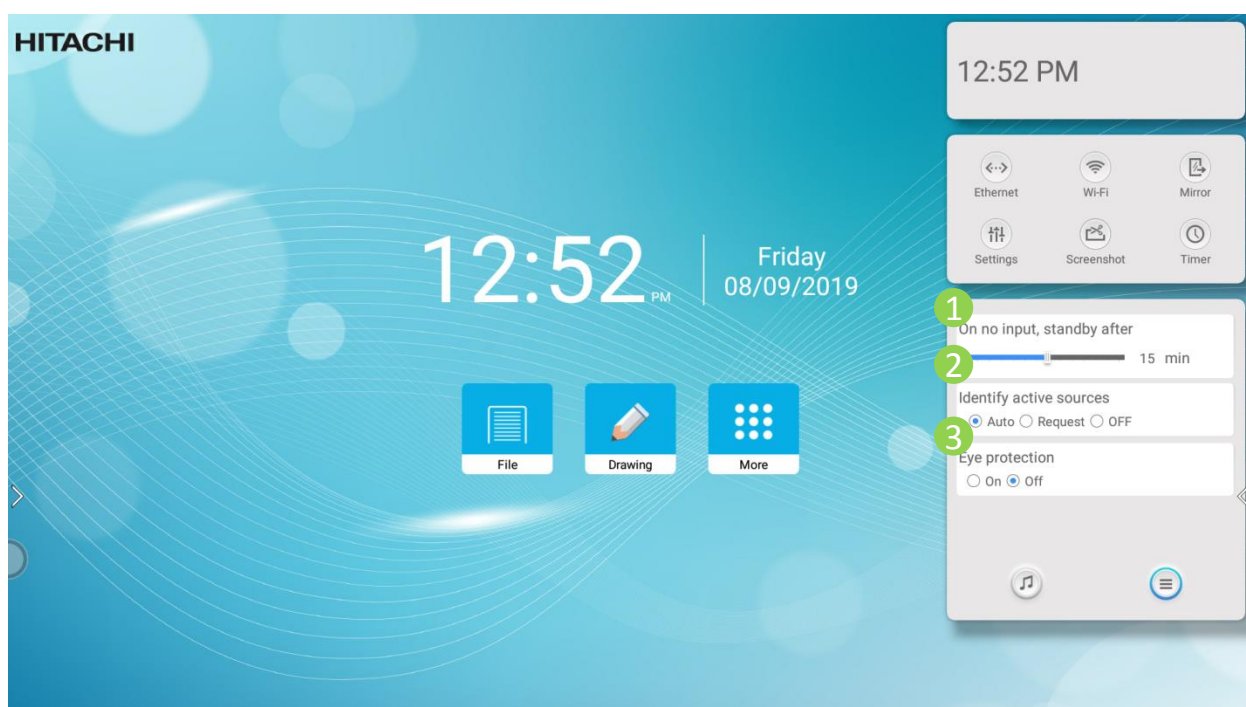 HITACHI
12:52 PM
Friday
08/09/2019
File
Drawing
More
12:52 PM
Ethernet
Wi-Fi
Mirror
Settings
Screenshot
Timer
1
On no input, standby after
2
15 min
Identify active sources
Auto Request OFF
3
Eye protection
On Off